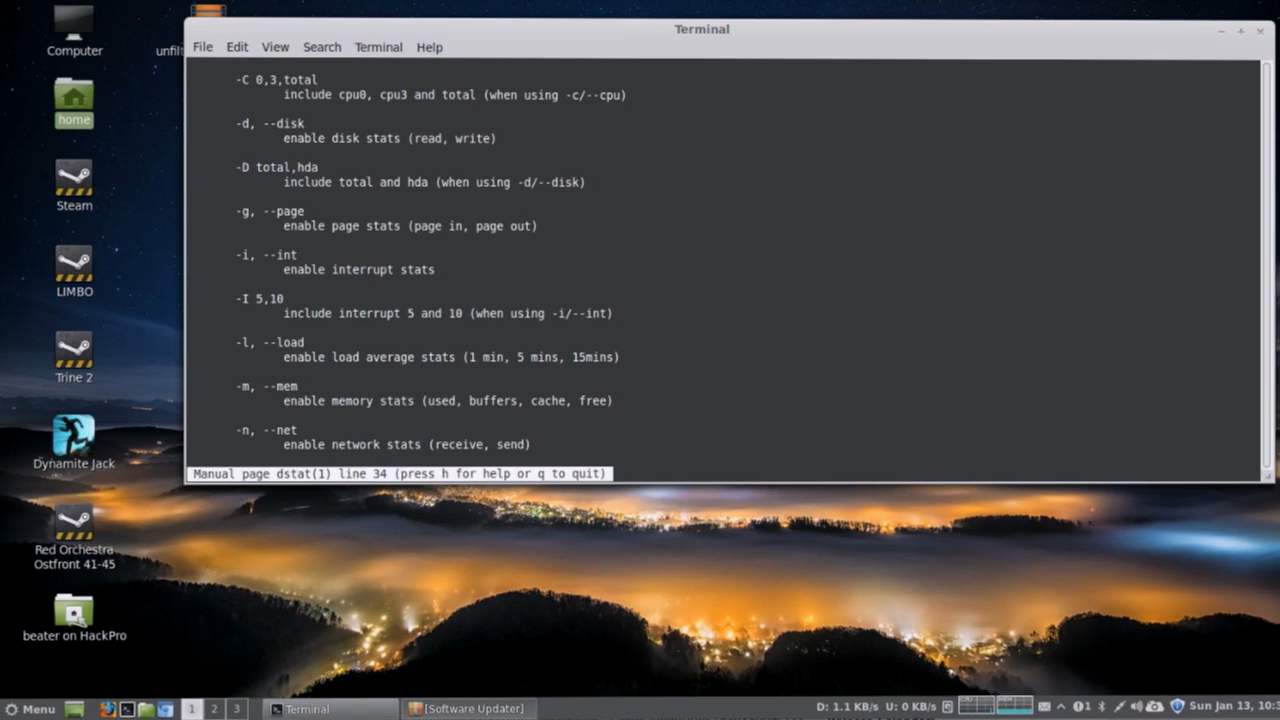 Computer
unfilt
home
Steam
LIMBO
Trine 2
Dynamite Jack
Red Orchestra
Ostfront 41-45
beater on HackPro
Terminal
File Edit View Search Terminal Help
-C 0,3,total
include cpu0, cpu3 and total (when using -c/--cpu)
-d, --disk
enable disk stats (read, write)
-D total,hda
include total and hda (when using -d/--disk)
-g, --page
enable page stats (page in, page out)
-i, --int
enable interrupt stats
-I 5,10
include interrupt 5 and 10 (when using -i/--int)
-l, --load
enable load average stats (1 min, 5 mins, 15mins)
-m, --mem
enable memory stats (used, buffers, cache, free)
-n, --net
enable network stats (receive, send)
Manual page dstat(1) line 34 (press h for help or q to quit)
Menu 1 2 3 Terminal [Software Updater] D: 1.1 KB/s U: 0 KB/s 1 Sun Jan 13, 10:3